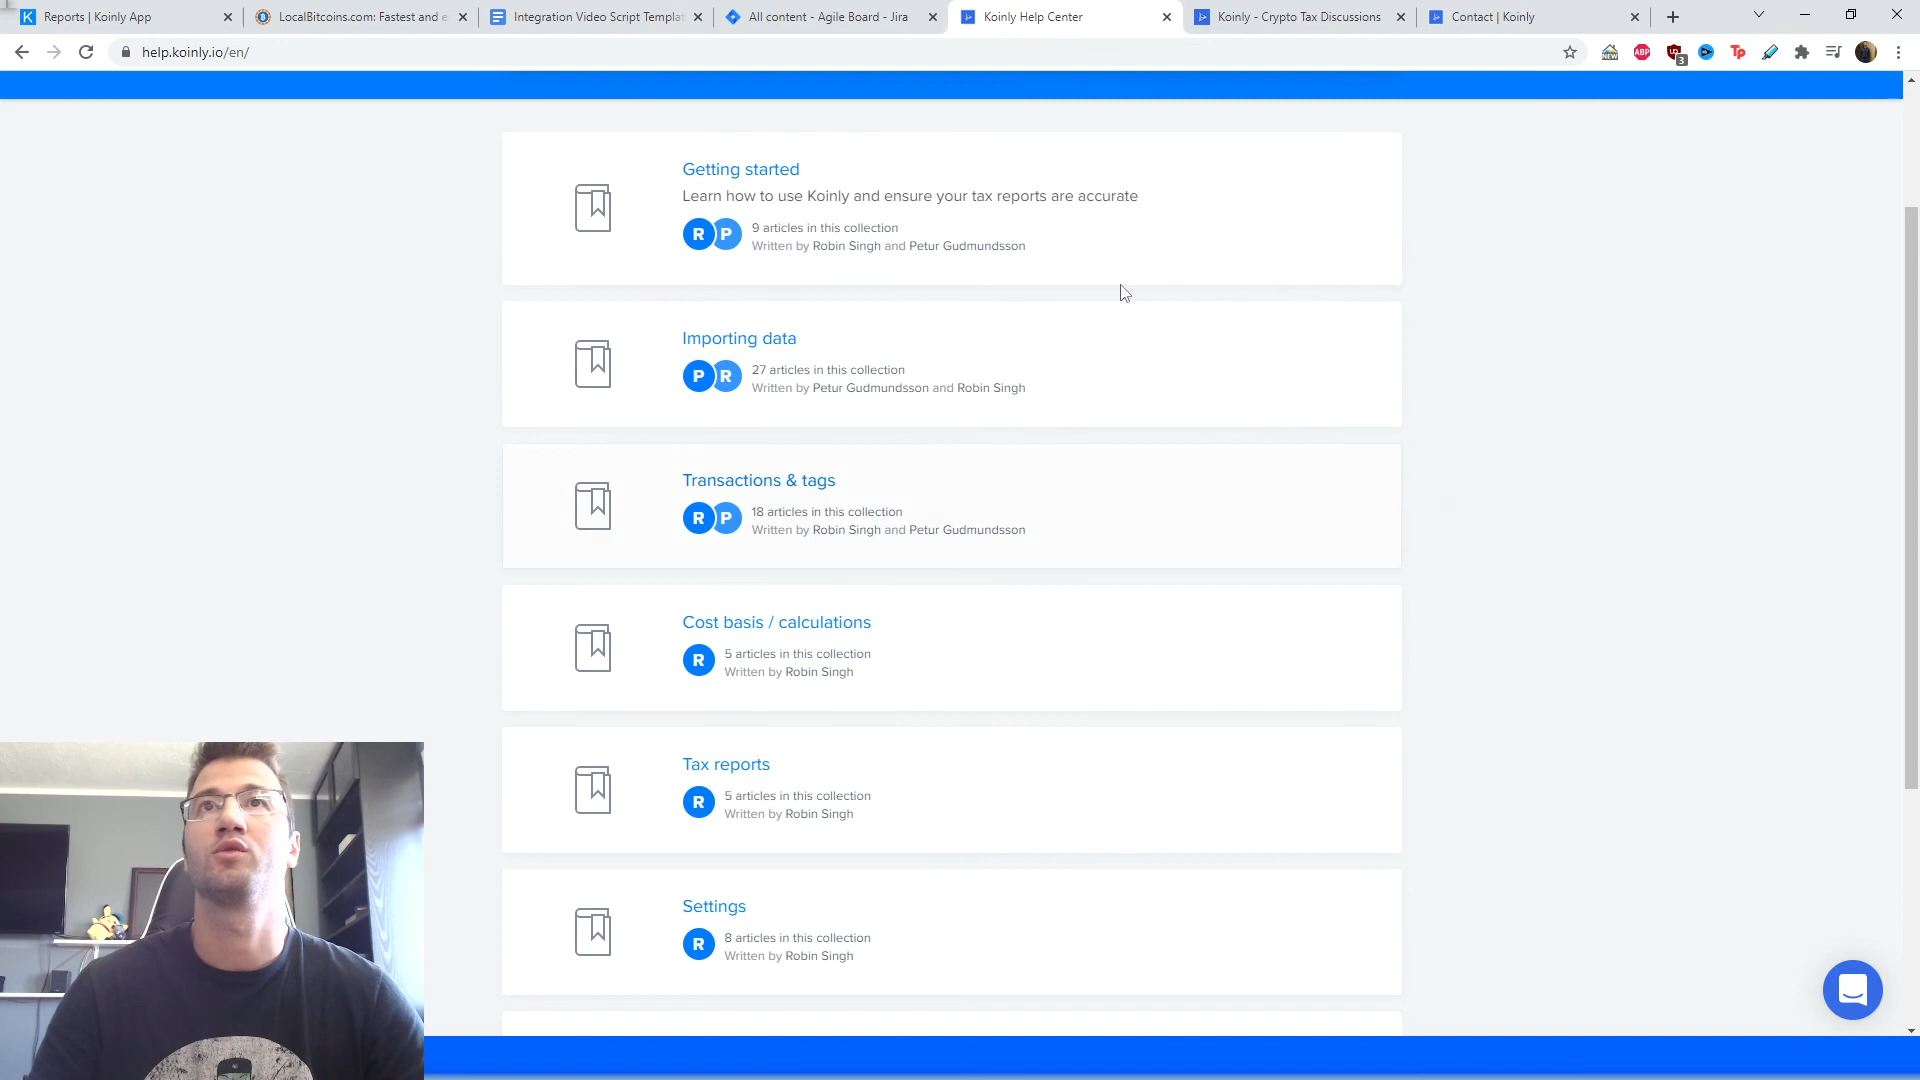 Reports | Koinly App
LocalBitcoins.com: Fastest and e
Integration Video Script Templat
All content - Agile Board - Jira
Koinly Help Center
Koinly - Crypto Tax Discussions
Contact | Koinly
help.koinly.io/en/
NEW
ABP
3
Tp
Getting started
Learn how to use Koinly and ensure your tax reports are accurate
R P
9 articles in this collection
Written by Robin Singh and Petur Gudmundsson
Importing data
P R
27 articles in this collection
Written by Petur Gudmundsson and Robin Singh
Transactions & tags
R P
18 articles in this collection
Written by Robin Singh and Petur Gudmundsson
Cost basis / calculations
R
5 articles in this collection
Written by Robin Singh
Tax reports
R
5 articles in this collection
Written by Robin Singh
Settings
R
8 articles in this collection
Written by Robin Singh